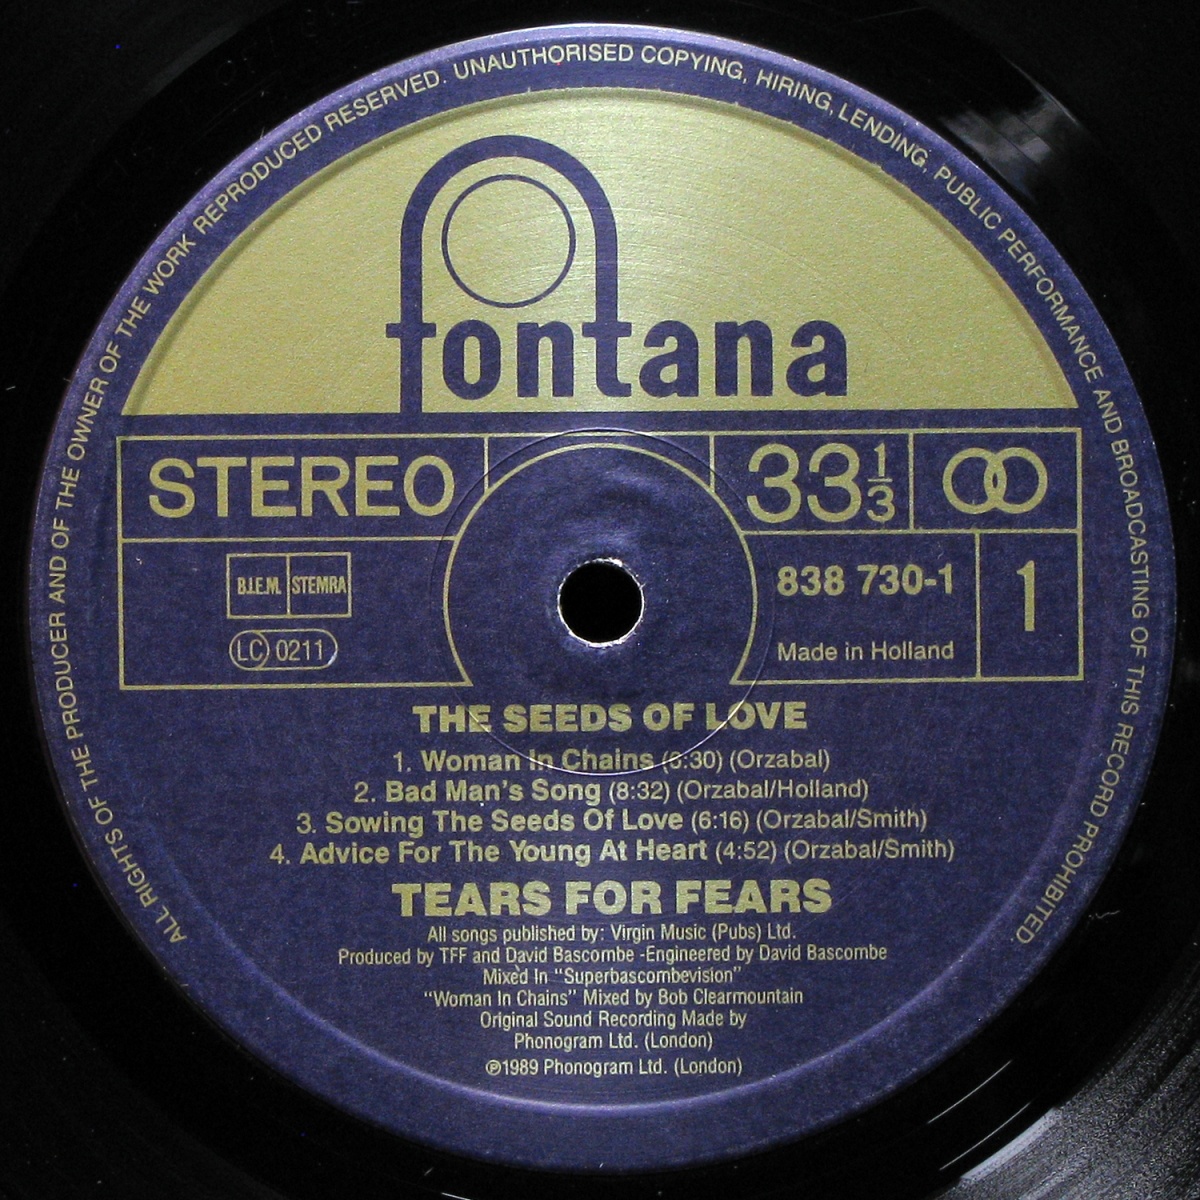 ALL RIGHTS OF THE PRODUCER AND OF THE OWNER OF THE WORK REPRODUCED RESERVED. UNAUTHORISED COPYING, HIRING, LENDING, PUBLIC PERFORMANCE AND BROADCASTING OF THIS RECORD PROHIBITED.
fontana
STEREO 33 1/3
B.I.E.M. STEMRA 838 730-1 1
LC 0211 Made in Holland
THE SEEDS OF LOVE
1. Woman In Chains (6:30) (Orzabal)
2. Bad Man's Song (8:32) (Orzabal/Holland)
3. Sowing The Seeds Of Love (6:16) (Orzabal/Smith)
4. Advice For The Young At Heart (4:52) (Orzabal/Smith)
TEARS FOR FEARS
All songs published by: Virgin Music (Pubs) Ltd.
Produced by TFF and David Bascombe -Engineered by David Bascombe
Mixed In "Superbascombevision"
"Woman In Chains" Mixed by Bob Clearmountain
Original Sound Recording Made by
Phonogram Ltd. (London)
℗1989 Phonogram Ltd. (London)